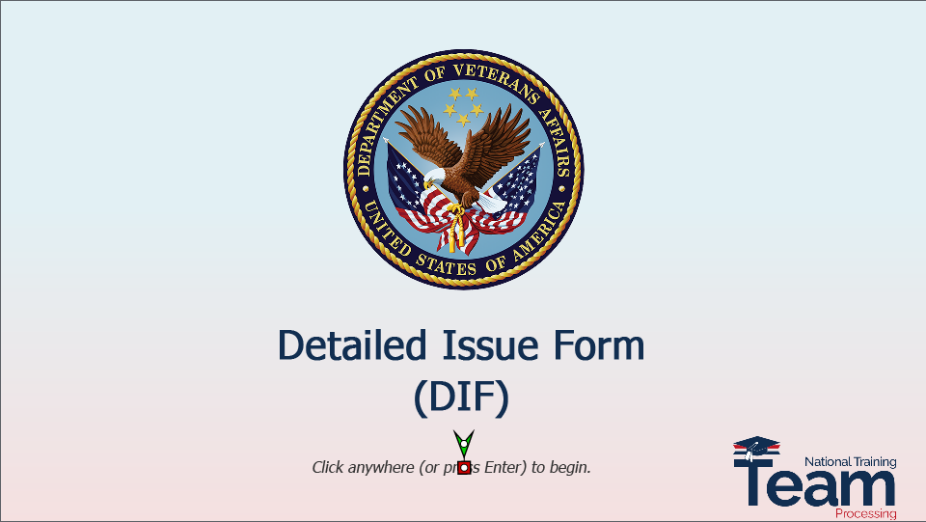 DEPARTMENT OF VETERANS AFFAIRS
UNITED STATES OF AMERICA
Detailed Issue Form
(DIF)
Click anywhere (or press Enter) to begin.
National Training
Team
Processing